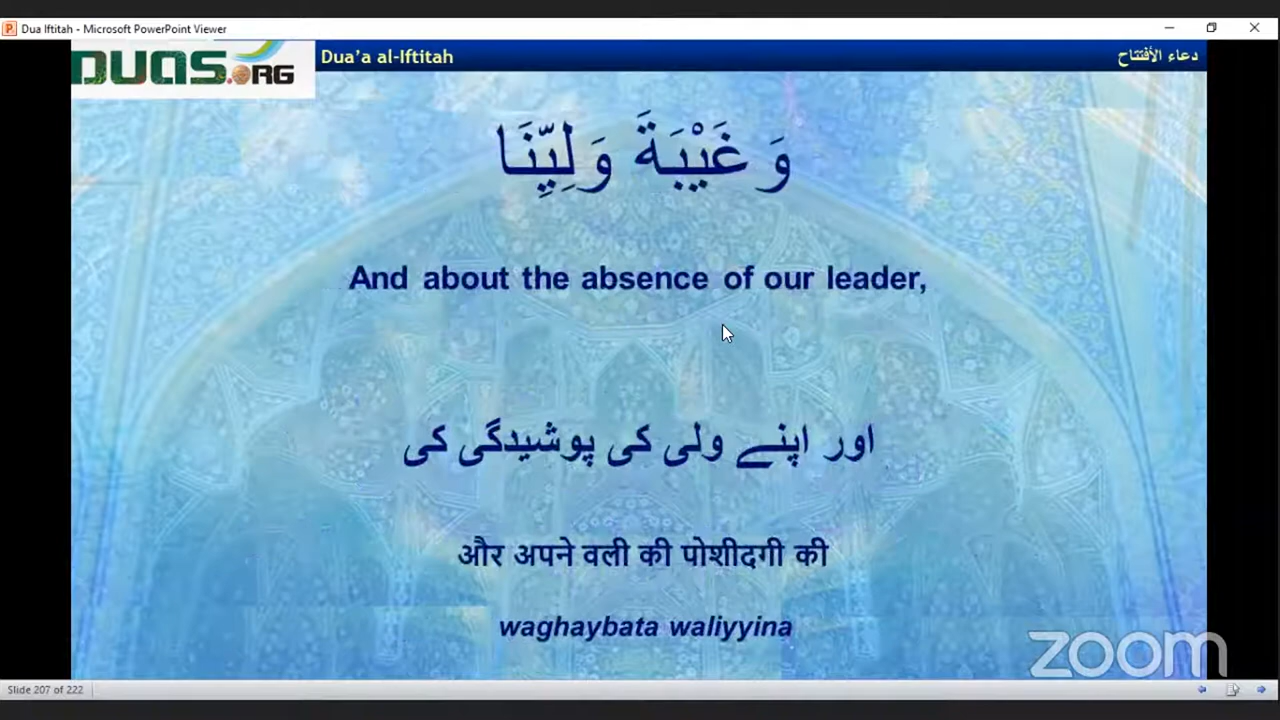 Dua Iftitah - Microsoft PowerPoint Viewer
DUAS.ORG
Dua’a al-Iftitah
دعاء الأفتتاح
وَ غَيْبَةَ وَلِيِّنَا
And about the absence of our leader,
اور اپنے ولی کی پوشیدگی کی
और अपने वली की पोशीदगी की
waghaybata waliyyina
zoom
Slide 207 of 222